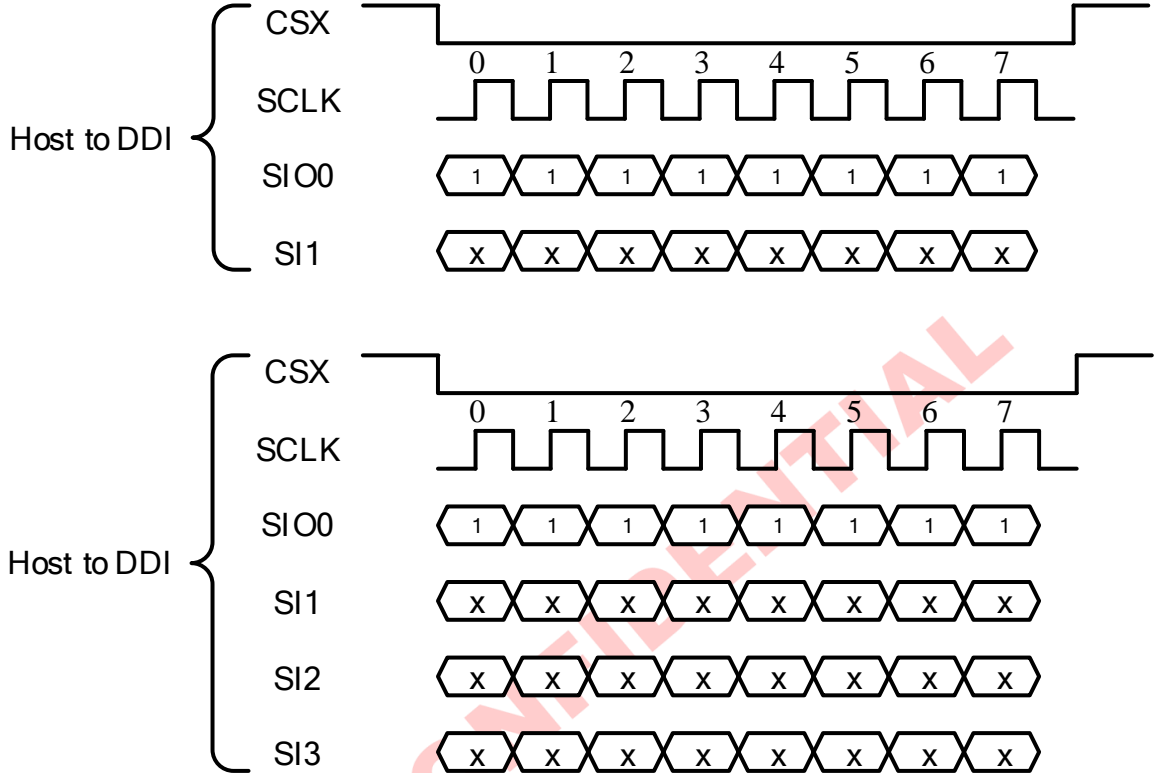 CSX
0 1 2 3 4 5 6 7
SCLK
Host to DDI
SIO0 1 1 1 1 1 1 1 1
SI1 x x x x x x x x
CSX
0 1 2 3 4 5 6 7
SCLK
SIO0 1 1 1 1 1 1 1 1
Host to DDI
SI1 x x x x x x x x
SI2 x x x x x x x x
SI3 x x x x x x x x
ONFIDENTIAL